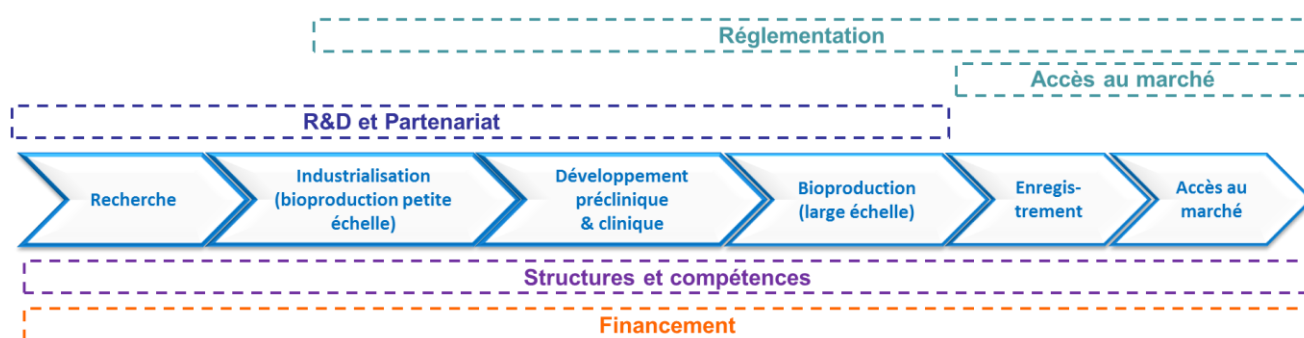 Réglementation
Accès au marché
R&D et Partenariat
Recherche
Industrialisation
(bioproduction petite
échelle)
Développement
préclinique
& clinique
Bioproduction
(large échelle)
Enregis-
trement
Accès au
marché
Structures et compétences
Financement